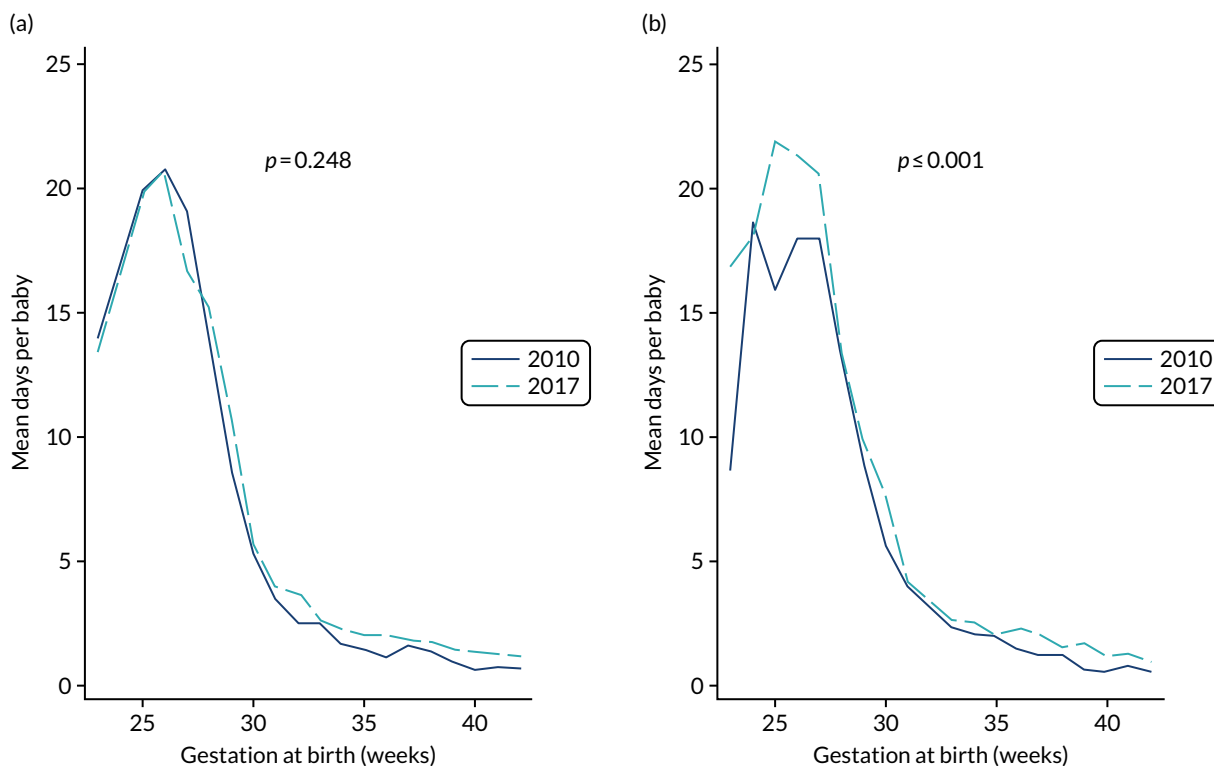 (a)
25
20
15
10
5
0
Mean days per baby
p = 0.248
2010
2017
25 30 35 40
Gestation at birth (weeks)
(b)
25
20
15
10
5
0
Mean days per baby
p ≤ 0.001
2010
2017
25 30 35 40
Gestation at birth (weeks)